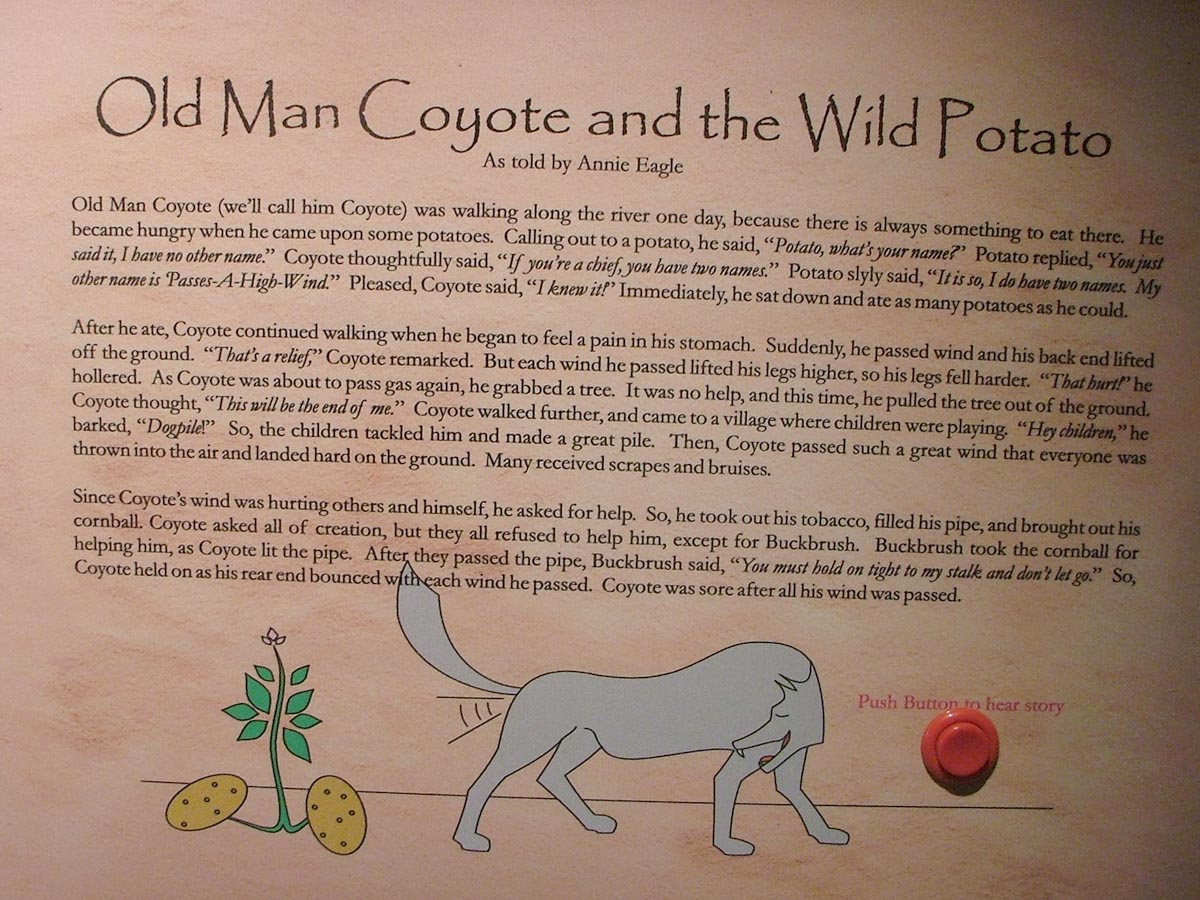 Old Man Coyote and the Wild Potato
As told by Annie Eagle
Old Man Coyote (we'll call him Coyote) was walking along the river one day, because there is always something to eat there. He
became hungry when he came upon some potatoes. Calling out to a potato, he said, "Potato, what's your name?" Potato replied, "You just
said it, I have no other name." Coyote thoughtfully said, "If you're a chief, you have two names." Potato slyly said, "It is so, I do have two names. My
other name is 'Passes-A-High-Wind." Pleased, Coyote said, "I knew it!" Immediately, he sat down and ate as many potatoes as he could.
After he ate, Coyote continued walking when he began to feel a pain in his stomach. Suddenly, he passed wind and his back end lifted
off the ground. "That's a relief," Coyote remarked. But each wind he passed lifted his legs higher, so his legs fell harder. "That hurt!" he
hollered. As Coyote was about to pass gas again, he grabbed a tree. It was no help, and this time, he pulled the tree out of the ground.
Coyote thought, "This will be the end of me." Coyote walked further, and came to a village where children were playing. "Hey children," he
barked, "Dogpile!" So, the children tackled him and made a great pile. Then, Coyote passed such a great wind that everyone was
thrown into the air and landed hard on the ground. Many received scrapes and bruises.
Since Coyote's wind was hurting others and himself, he asked for help. So, he took out his tobacco, filled his pipe, and brought out his
cornball. Coyote asked all of creation, but they all refused to help him, except for Buckbrush. Buckbrush took the cornball for
helping him, as Coyote lit the pipe. After they passed the pipe, Buckbrush said, "You must hold on tight to my stalk and don't let go." So,
Coyote held on as his rear end bounced with each wind he passed. Coyote was sore after all his wind was passed.
Push Button to hear story